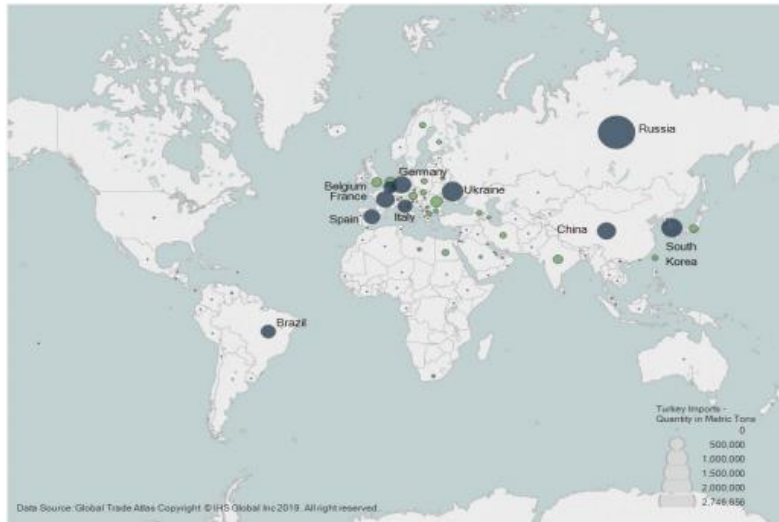 Russia
Germany
Belgium
Ukraine
France
Spain
Italy
China
South
Korea
Brazil
Turkey Imports -
Quantity in Metric Tons
0
500,000
1,000,000
1,500,000
2,000,000
2,746,656
Data Source: Global Trade Atlas Copyright © IHS Global Inc 2019. All right reserved.